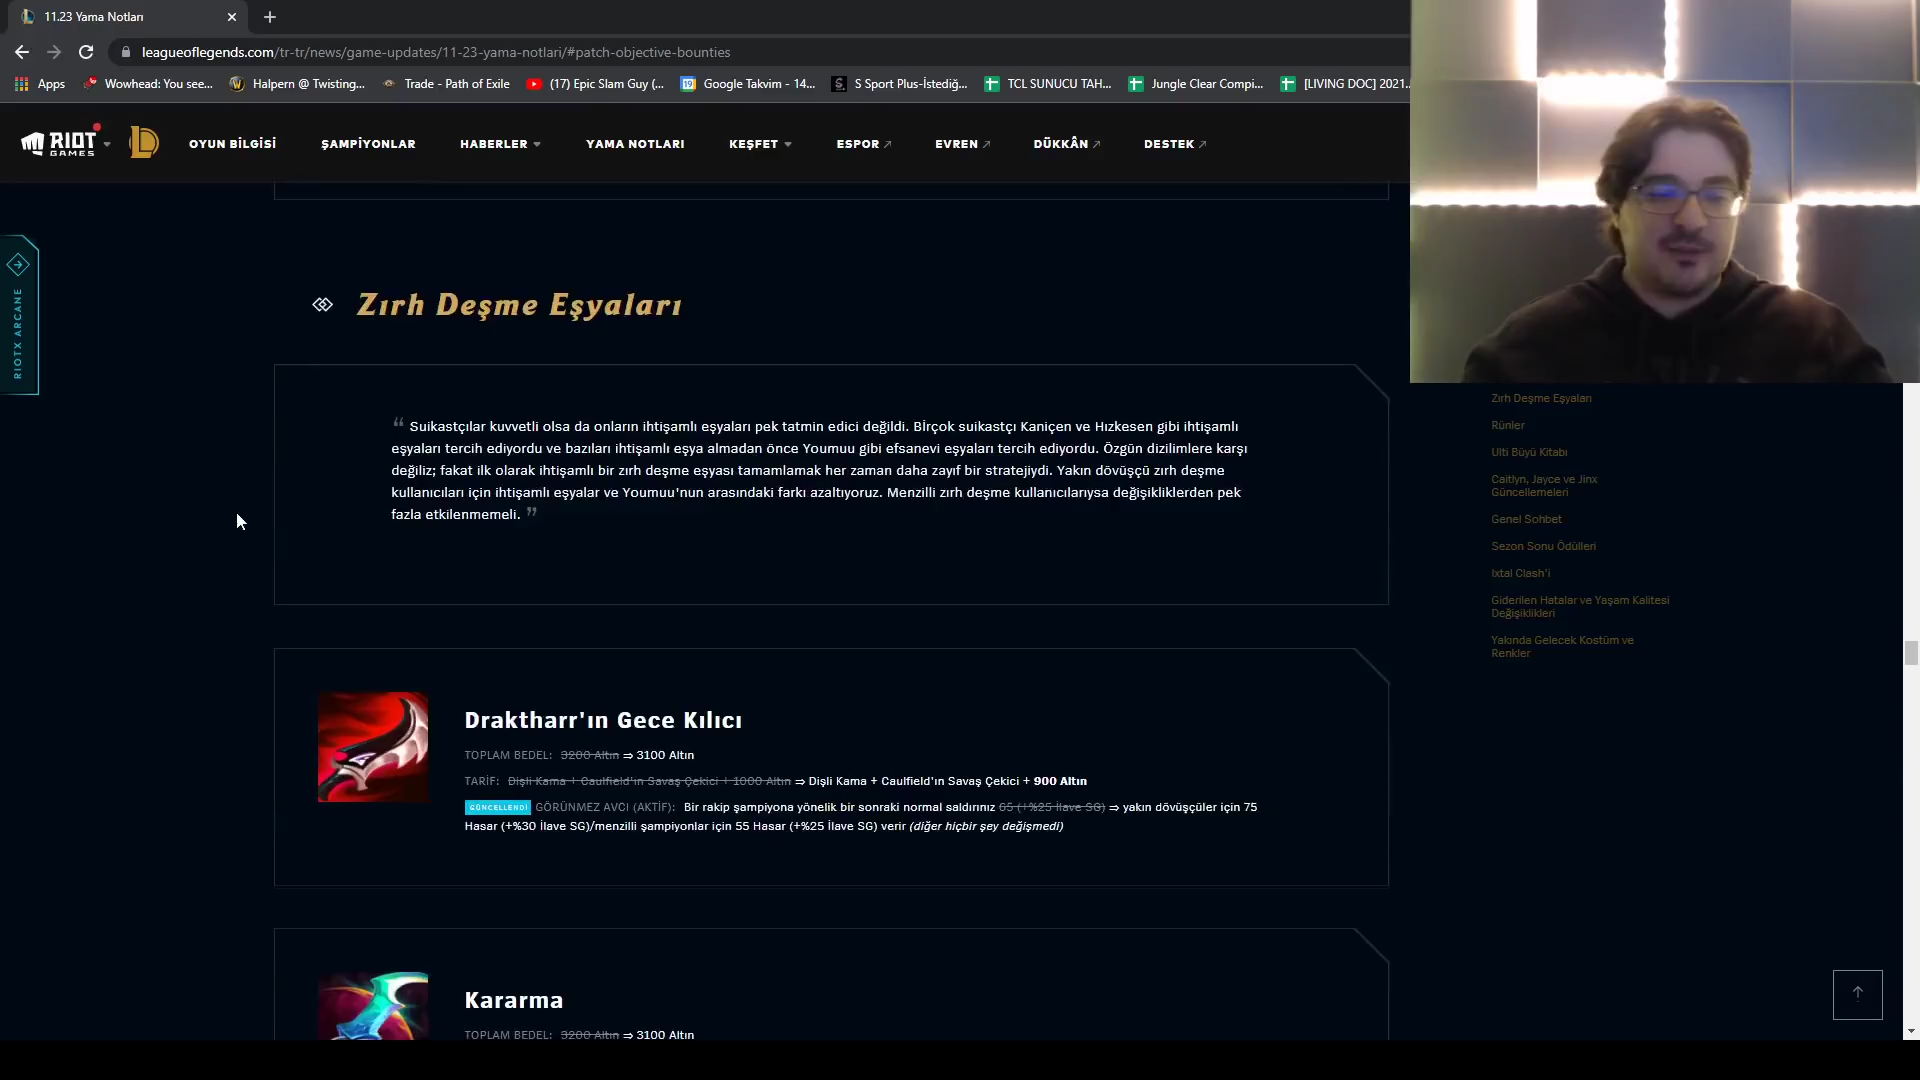 11.23 Yama Notları
leagueoflegends.com/tr-tr/news/game-updates/11-23-yama-notlari/#patch-objective-bounties
Apps
Wowhead: You see...
Halpern @ Twisting...
Trade - Path of Exile
(17) Epic Slam Guy (...
Google Takvim - 14...
S Sport Plus-İstediğ...
TCL SUNUCU TAH...
Jungle Clear Compi...
[LIVING DOC] 2021...
RIOT GAMES
OYUN BİLGİSİ
ŞAMPİYONLAR
HABERLER
YAMA NOTLARI
KEŞFET
ESPOR
EVREN
DÜKKÂN
DESTEK
RIOTX ARCANE
Zırh Deşme Eşyaları
“ Suikastçılar kuvvetli olsa da onların ihtişamlı eşyaları pek tatmin edici değildi. Birçok suikastçı Kaniçen ve Hızkesen gibi ihtişamlı
eşyaları tercih ediyordu ve bazıları ihtişamlı eşya almadan önce Youmuu gibi efsanevi eşyaları tercih ediyordu. Özgün dizilimlere karşı
değiliz; fakat ilk olarak ihtişamlı bir zırh deşme eşyası tamamlamak her zaman daha zayıf bir stratejiydi. Yakın dövüşçü zırh deşme
kullanıcıları için ihtişamlı eşyalar ve Youmuu'nun arasındaki farkı azaltıyoruz. Menzilli zırh deşme kullanıcılarıysa değişikliklerden pek
fazla etkilenmemeli. ”
Draktharr'ın Gece Kılıcı
TOPLAM BEDEL: 3200 Altın ⇒ 3100 Altın
TARİF: Dişli Kama + Caulfield'ın Savaş Çekici + 1000 Altın ⇒ Dişli Kama + Caulfield'ın Savaş Çekici + 900 Altın
GÜNCELLENDİ GÖRÜNMEZ AVCI (AKTİF): Bir rakip şampiyona yönelik bir sonraki normal saldırınız 65 (+%25 İlave SG) ⇒ yakın dövüşçüler için 75
Hasar (+%30 İlave SG)/menzilli şampiyonlar için 55 Hasar (+%25 İlave SG) verir (diğer hiçbir şey değişmedi)
Kararma
TOPLAM BEDEL: 3200 Altın ⇒ 3100 Altın
Zırh Deşme Eşyaları
Rünler
Ulti Büyü Kitabı
Caitlyn, Jayce ve Jinx
Güncellemeleri
Genel Sohbet
Sezon Sonu Ödülleri
Ixtal Clash'i
Giderilen Hatalar ve Yaşam Kalitesi
Değişiklikleri
Yakında Gelecek Kostüm ve
Renkler